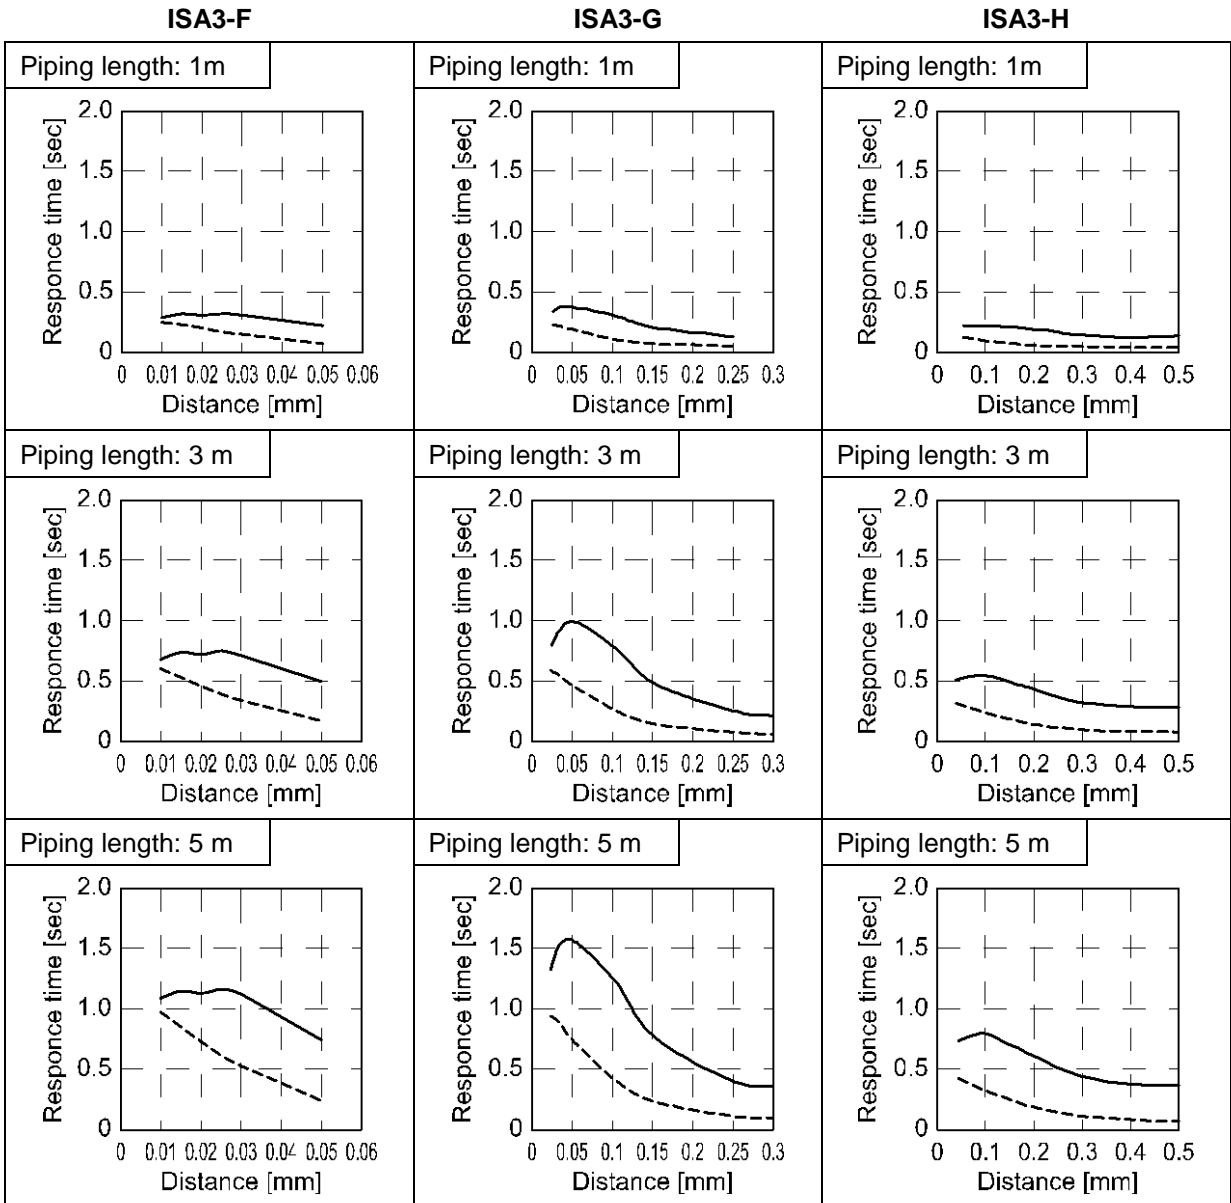 ISA3-F ISA3-G ISA3-H
Piping length: 1m
Responce time [sec]
2.0
1.5
1.0
0.5
0
0 0.01 0.02 0.03 0.04 0.05 0.06
Distance [mm]
Piping length: 1m
Responce time [sec]
2.0
1.5
1.0
0.5
0
0 0.05 0.10 0.15 0.20 0.25 0.3
Distance [mm]
Piping length: 1m
Responce time [sec]
2.0
1.5
1.0
0.5
0
0 0.1 0.2 0.3 0.4 0.5
Distance [mm]
Piping length: 3 m
Responce time [sec]
2.0
1.5
1.0
0.5
0
0 0.01 0.02 0.03 0.04 0.05 0.06
Distance [mm]
Piping length: 3 m
Responce time [sec]
2.0
1.5
1.0
0.5
0
0 0.05 0.10 0.15 0.20 0.25 0.3
Distance [mm]
Piping length: 3 m
Responce time [sec]
2.0
1.5
1.0
0.5
0
0 0.1 0.2 0.3 0.4 0.5
Distance [mm]
Piping length: 5 m
Responce time [sec]
2.0
1.5
1.0
0.5
0
0 0.01 0.02 0.03 0.04 0.05 0.06
Distance [mm]
Piping length: 5 m
Responce time [sec]
2.0
1.5
1.0
0.5
0
0 0.05 0.10 0.15 0.20 0.25 0.3
Distance [mm]
Piping length: 5 m
Responce time [sec]
2.0
1.5
1.0
0.5
0
0 0.1 0.2 0.3 0.4 0.5
Distance [mm]